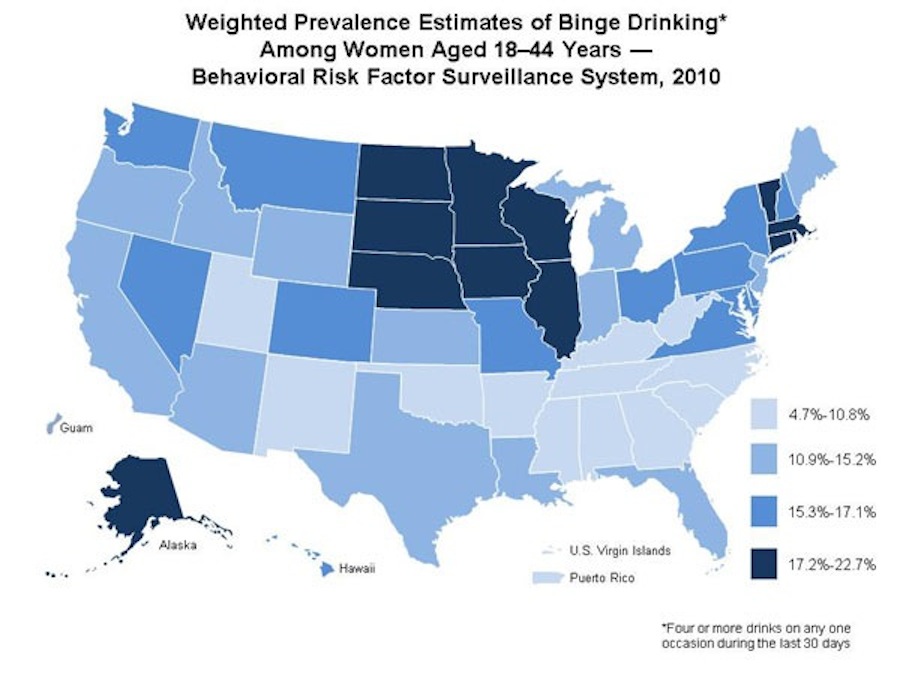 Weighted Prevalence Estimates of Binge Drinking*
Among Women Aged 18–44 Years —
Behavioral Risk Factor Surveillance System, 2010
4.7%-10.8%
Guam
10.9%-15.2%
15.3%-17.1%
Alaska
U.S. Virgin Islands
Hawaii
17.2%-22.7%
Puerto Rico
*Four or more drinks on any one
occasion during the last 30 days